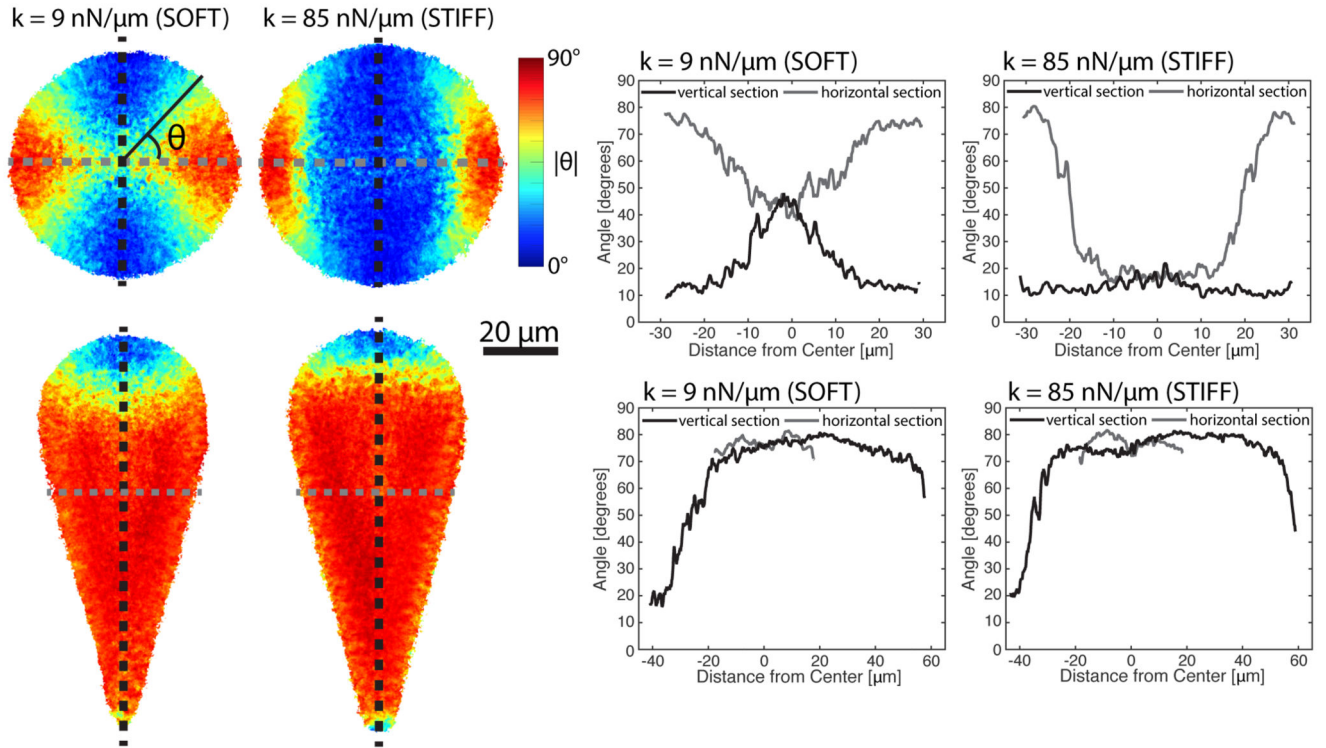 k = 9 nN/µm (SOFT)
k = 85 nN/µm (STIFF)
θ
90°
|θ|
0°
20 µm
k = 9 nN/µm (SOFT)
vertical section
horizontal section
Angle [degrees]
90
80
70
60
50
40
30
20
10
0
-30
-20
-10
0
10
20
30
Distance from Center [µm]
k = 85 nN/µm (STIFF)
vertical section
horizontal section
Angle [degrees]
90
80
70
60
50
40
30
20
10
0
-30
-20
-10
0
10
20
30
Distance from Center [µm]
k = 9 nN/µm (SOFT)
vertical section
horizontal section
Angle [degrees]
90
80
70
60
50
40
30
20
10
0
-40
-20
0
20
40
60
Distance from Center [µm]
k = 85 nN/µm (STIFF)
vertical section
horizontal section
Angle [degrees]
90
80
70
60
50
40
30
20
10
0
-40
-20
0
20
40
60
Distance from Center [µm]